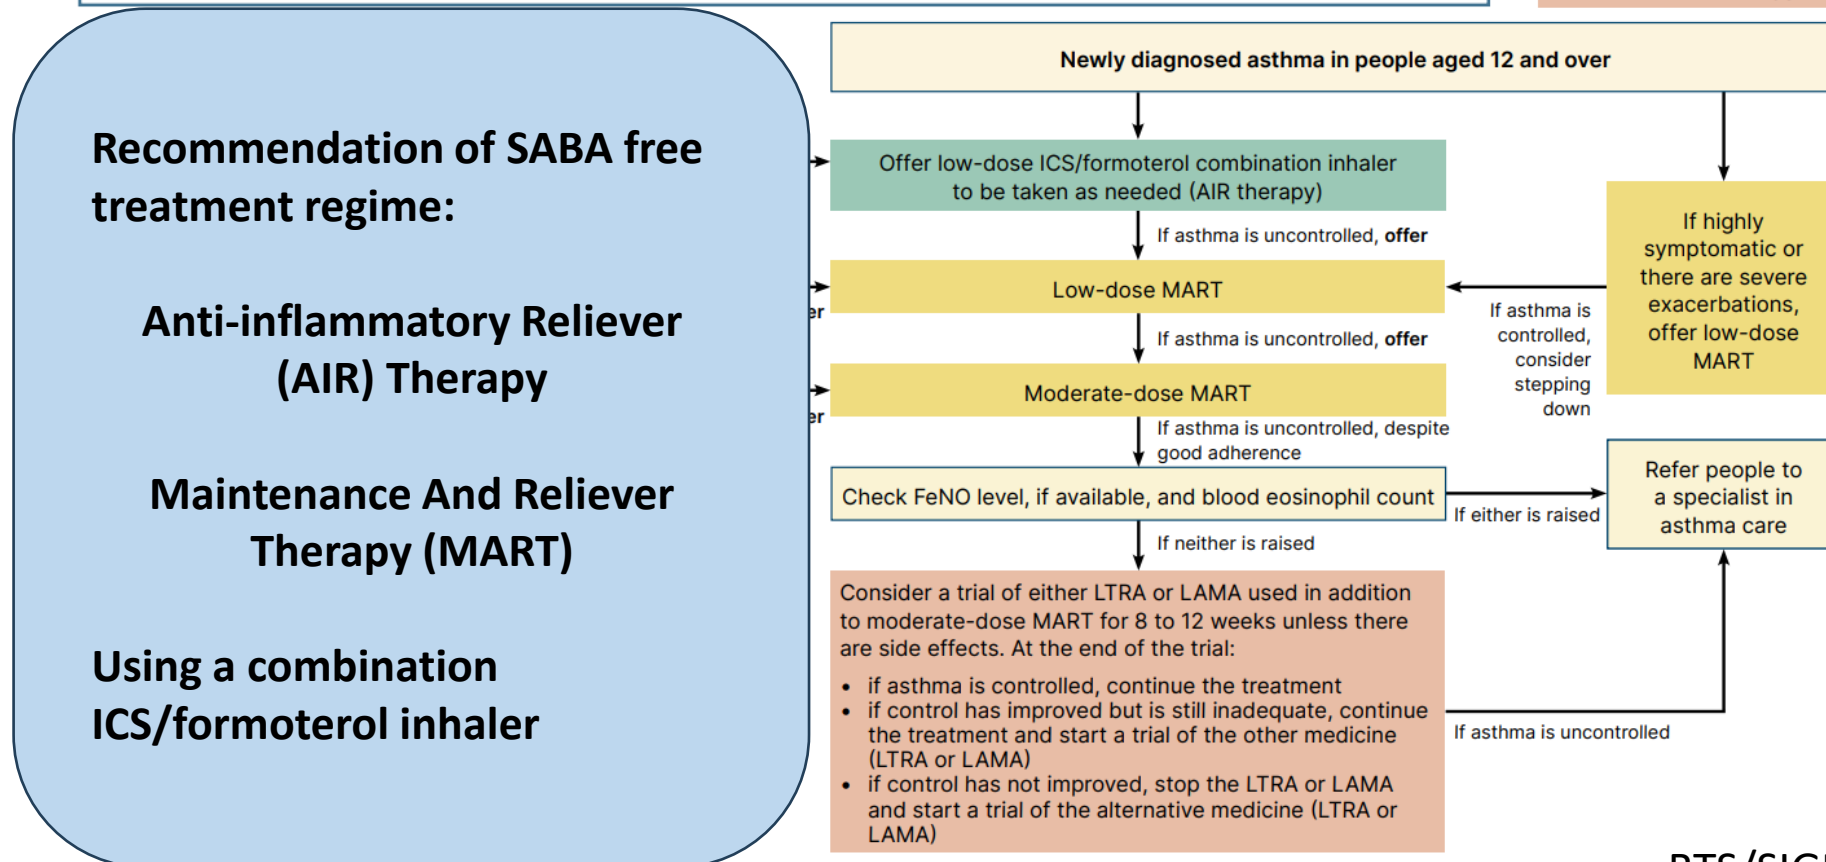 Recommendation of SABA free
treatment regime:
Anti-inflammatory Reliever
(AIR) Therapy
Maintenance And Reliever
Therapy (MART)
Using a combination
ICS/formoterol inhaler
Newly diagnosed asthma in people aged 12 and over
Offer low-dose ICS/formoterol combination inhaler
to be taken as needed (AIR therapy)
If asthma is uncontrolled, offer
Low-dose MART
If asthma is uncontrolled, offer
Moderate-dose MART
If asthma is uncontrolled, despite
good adherence
Check FeNO level, if available, and blood eosinophil count
If neither is raised
Consider a trial of either LTRA or LAMA used in addition
to moderate-dose MART for 8 to 12 weeks unless there
are side effects. At the end of the trial:
• if asthma is controlled, continue the treatment
• if control has improved but is still inadequate, continue
the treatment and start a trial of the other medicine
(LTRA or LAMA)
• if control has not improved, stop the LTRA or LAMA
and start a trial of the alternative medicine (LTRA or
LAMA)
If highly
symptomatic or
there are severe
exacerbations,
offer low-dose
MART
If asthma is
controlled,
consider
stepping
down
If either is raised
Refer people to
a specialist in
asthma care
If asthma is uncontrolled